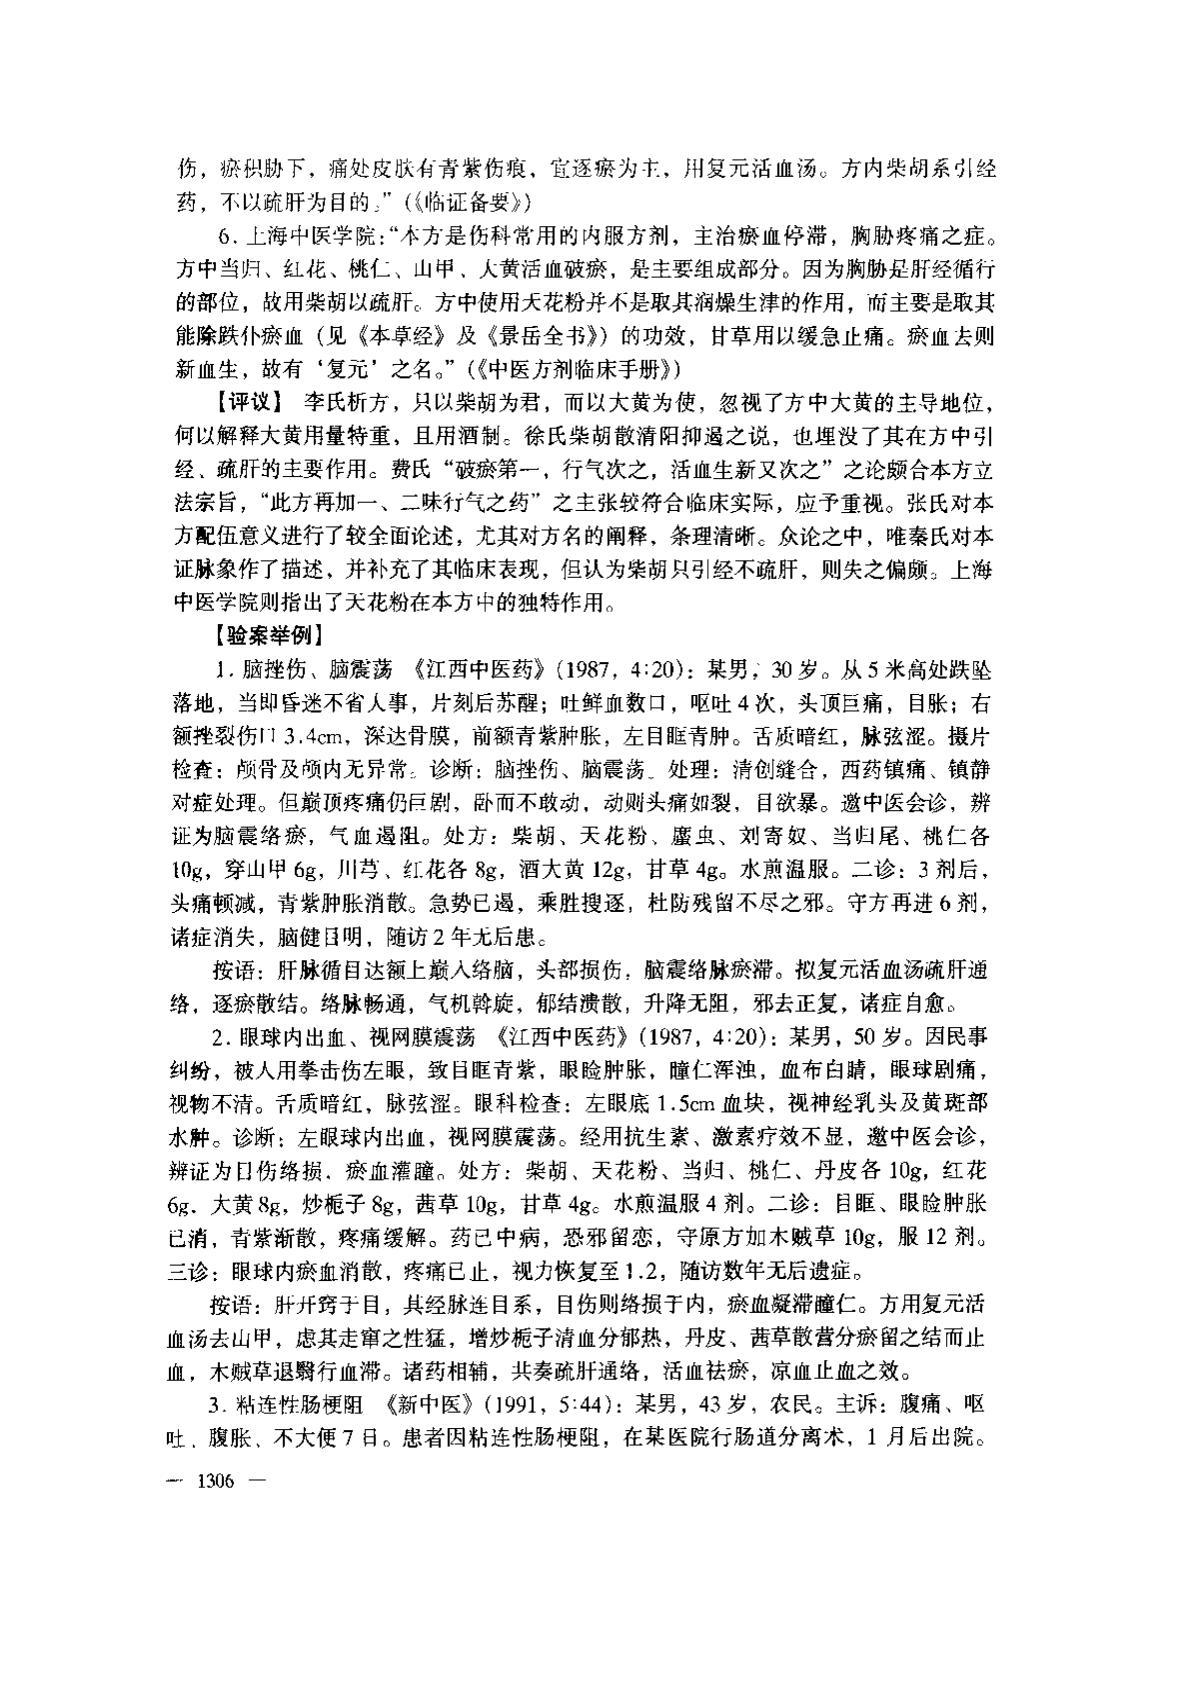 伤，瘀积胁下，痛处皮肤有青紫伤痕，宜逐瘀为主，用复元活血汤。方内柴胡系引经
药，不以疏肝为目的。”（《临证备要》）
6. 上海中医学院：“本方是伤科常用的内服方剂，主治瘀血停滞，胸胁疼痛之症。
方中当归、红花、桃仁、山甲、大黄活血破瘀，是主要组成部分。因为胸胁是肝经循行
的部位，故用柴胡以疏肝。方中使用天花粉并不是取其润燥生津的作用，而主要是取其
能除跌仆瘀血（见《本草经》及《景岳全书》）的功效，甘草用以缓急止痛。瘀血去则
新血生，故有‘复元’之名。”（《中医方剂临床手册》）
【评议】 李氏析方，只以柴胡为君，而以大黄为使，忽视了方中大黄的主导地位，
何以解释大黄用量特重，且用酒制。徐氏柴胡散清阳抑遏之说，也埋没了其在方中引
经、疏肝的主要作用。费氏“破瘀第一，行气次之，活血生新又次之”之论颇合本方立
法宗旨，“此方再加一、二味行气之药”之主张较符合临床实际，应予重视。张氏对本
方配伍意义进行了较全面论述，尤其对方名的阐释，条理清晰。众论之中，唯秦氏对本
证脉象作了描述，并补充了其临床表现，但认为柴胡只引经不疏肝，则失之偏颇。上海
中医学院则指出了天花粉在本方中的独特作用。
【验案举例】
1. 脑挫伤、脑震荡 《江西中医药》（1987，4:20）：某男，30岁。从5米高处跌坠
落地，当即昏迷不省人事，片刻后苏醒；吐鲜血数口，呕吐4次，头顶巨痛，目胀；右
额挫裂伤口3.4cm，深达骨膜，前额青紫肿胀，左目眶青肿。舌质暗红，脉弦涩。摄片
检查：颅骨及颅内无异常。诊断：脑挫伤、脑震荡。处理：清创缝合，西药镇痛、镇静
对症处理。但巅顶疼痛仍巨剧，卧而不敢动，动则头痛如裂，目欲暴。邀中医会诊，辨
证为脑震络瘀，气血遏阻。处方：柴胡、天花粉、䗪虫、刘寄奴、当归尾、桃仁各
10g，穿山甲6g，川芎、红花各8g，酒大黄12g，甘草4g。水煎温服。二诊：3剂后，
头痛顿减，青紫肿胀消散。急势已遏，乘胜搜逐，杜防残留不尽之邪。守方再进6剂，
诸症消失，脑健目明，随访2年无后患。
按语：肝脉循目达额上巅入络脑，头部损伤，脑震络脉瘀滞。拟复元活血汤疏肝通
络，逐瘀散结。络脉畅通，气机斡旋，郁结溃散，升降无阻，邪去正复，诸症自愈。
2. 眼球内出血、视网膜震荡 《江西中医药》（1987，4:20）：某男，50岁。因民事
纠纷，被人用拳击伤左眼，致目眶青紫，眼睑肿胀，瞳仁浑浊，血布白睛，眼球剧痛，
视物不清。舌质暗红，脉弦涩。眼科检查：左眼底1.5cm血块，视神经乳头及黄斑部
水肿。诊断：左眼球内出血，视网膜震荡。经用抗生素、激素疗效不显，邀中医会诊，
辨证为目伤络损，瘀血灌瞳。处方：柴胡、天花粉、当归、桃仁、丹皮各10g，红花
6g，大黄8g，炒栀子8g，茜草10g，甘草4g。水煎温服4剂。二诊：目眶、眼睑肿胀
已消，青紫渐散，疼痛缓解。药已中病，恐邪留恋，守原方加木贼草10g，服12剂。
三诊：眼球内瘀血消散，疼痛已止，视力恢复至1.2，随访数年无后遗症。
按语：肝开窍于目，其经脉连目系，目伤则络损于内，瘀血凝滞瞳仁。方用复元活
血汤去山甲，虑其走窜之性猛，增炒栀子清血分郁热，丹皮、茜草散营分瘀留之结而止
血，木贼草退翳行血滞。诸药相辅，共奏疏肝通络，活血祛瘀，凉血止血之效。
3. 粘连性肠梗阻 《新中医》（1991，5:44）：某男，43岁，农民。主诉：腹痛、呕
吐、腹胀、不大便7日。患者因粘连性肠梗阻，在某医院行肠道分离术，1月后出院。
— 1306 —